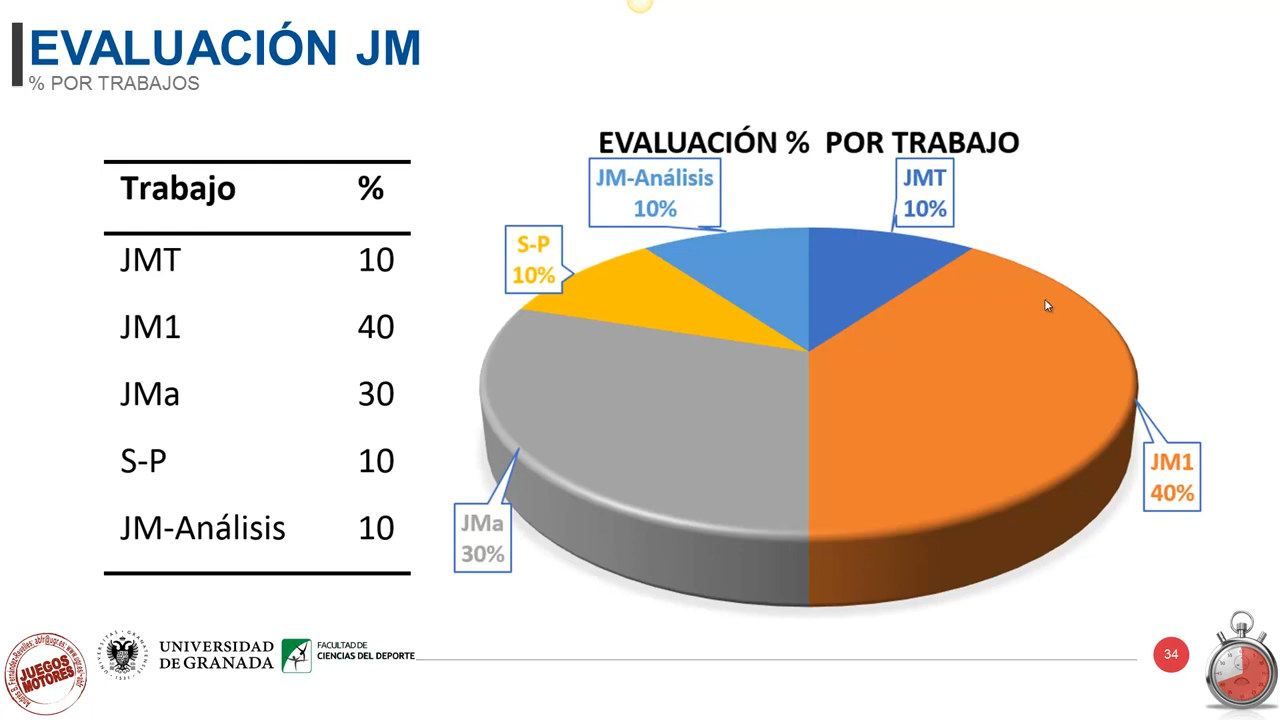 EVALUACIÓN JM
% POR TRABAJOS
Trabajo %
JMT 10
JM1 40
JMa 30
S-P 10
JM-Análisis 10
EVALUACIÓN % POR TRABAJO
JM-Análisis
10%
JMT
10%
S-P
10%
JM1
40%
JMa
30%
JUEGOS
MOTORES
UNIVERSIDAD
DE GRANADA
FACULTAD DE
CIENCIAS DEL DEPORTE
34